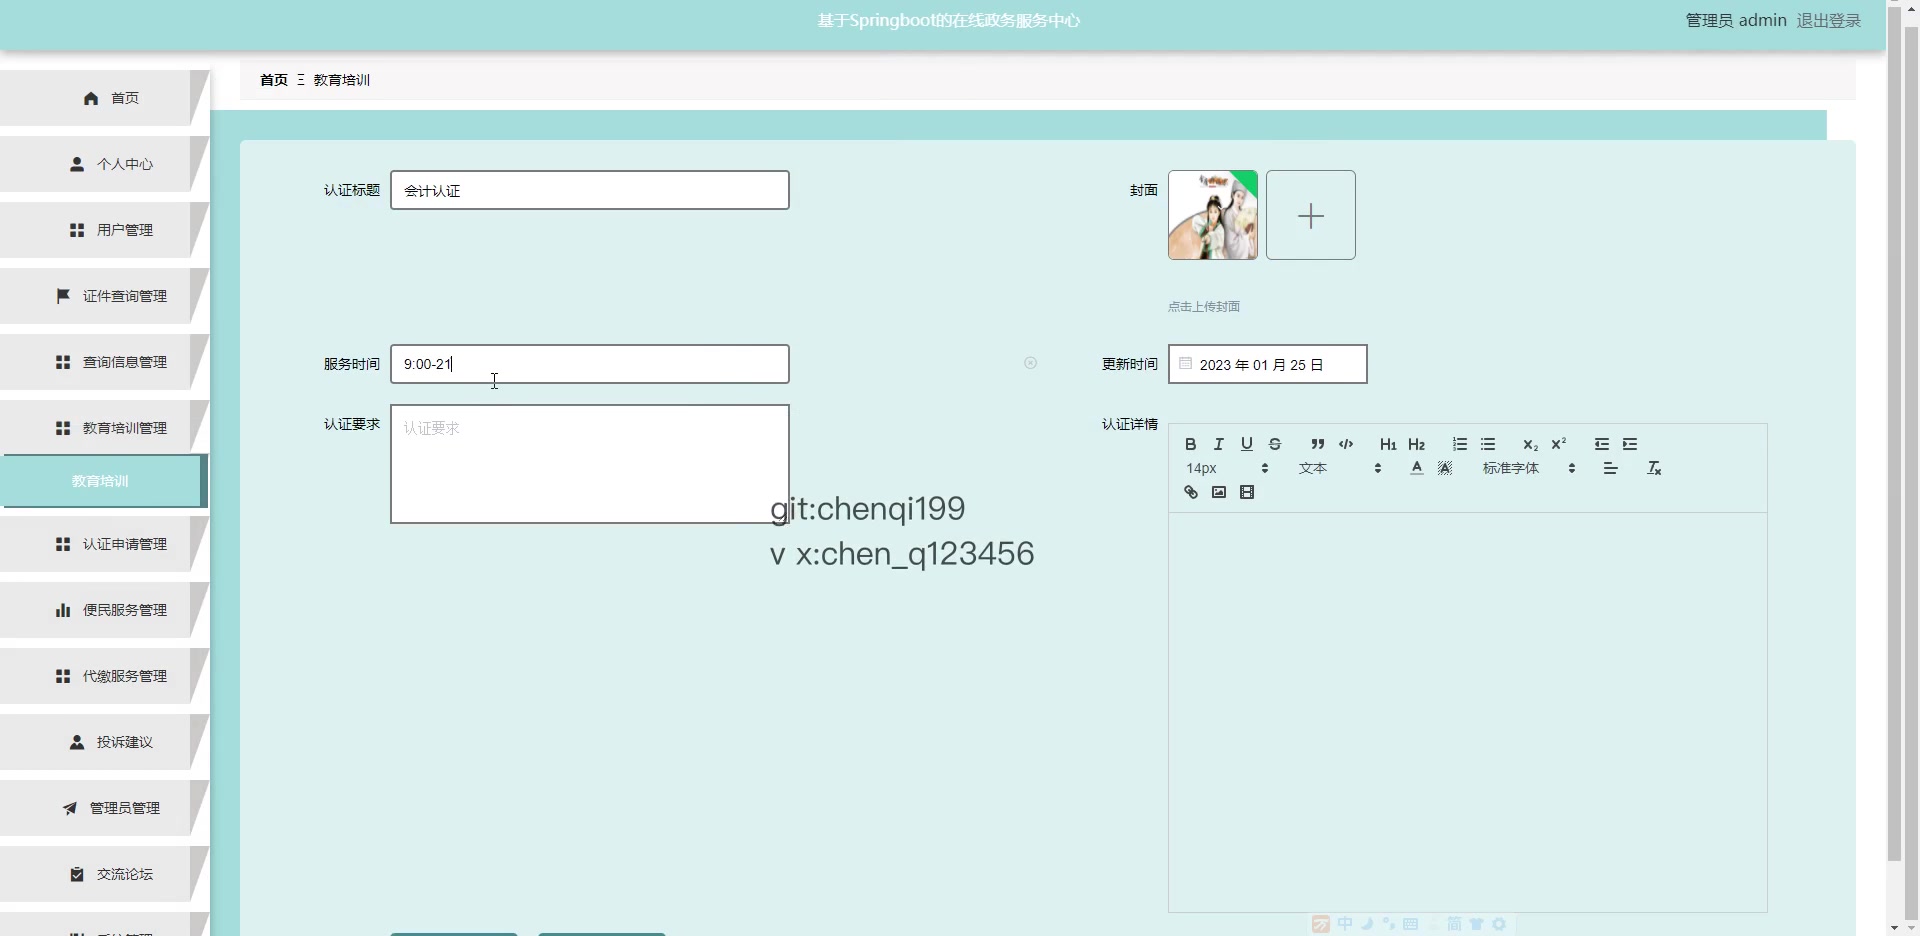 基于Springboot的在线政务服务中心
管理员 admin 退出登录
首页 Ξ 教育培训
首页
个人中心
用户管理
证件查询管理
查询信息管理
教育培训管理
教育培训
认证申请管理
便民服务管理
代缴服务管理
投诉建议
管理员管理
交流论坛
认证标题 会计认证
封面
点击上传封面
服务时间 9:00-21
更新时间 2023 年 01 月 25 日
认证要求 认证要求
认证详情
B I U S H1 H2 X2 X2
14px 文本 A A 标准字体
git:chenqi199
v x:chen_q123456
中 简